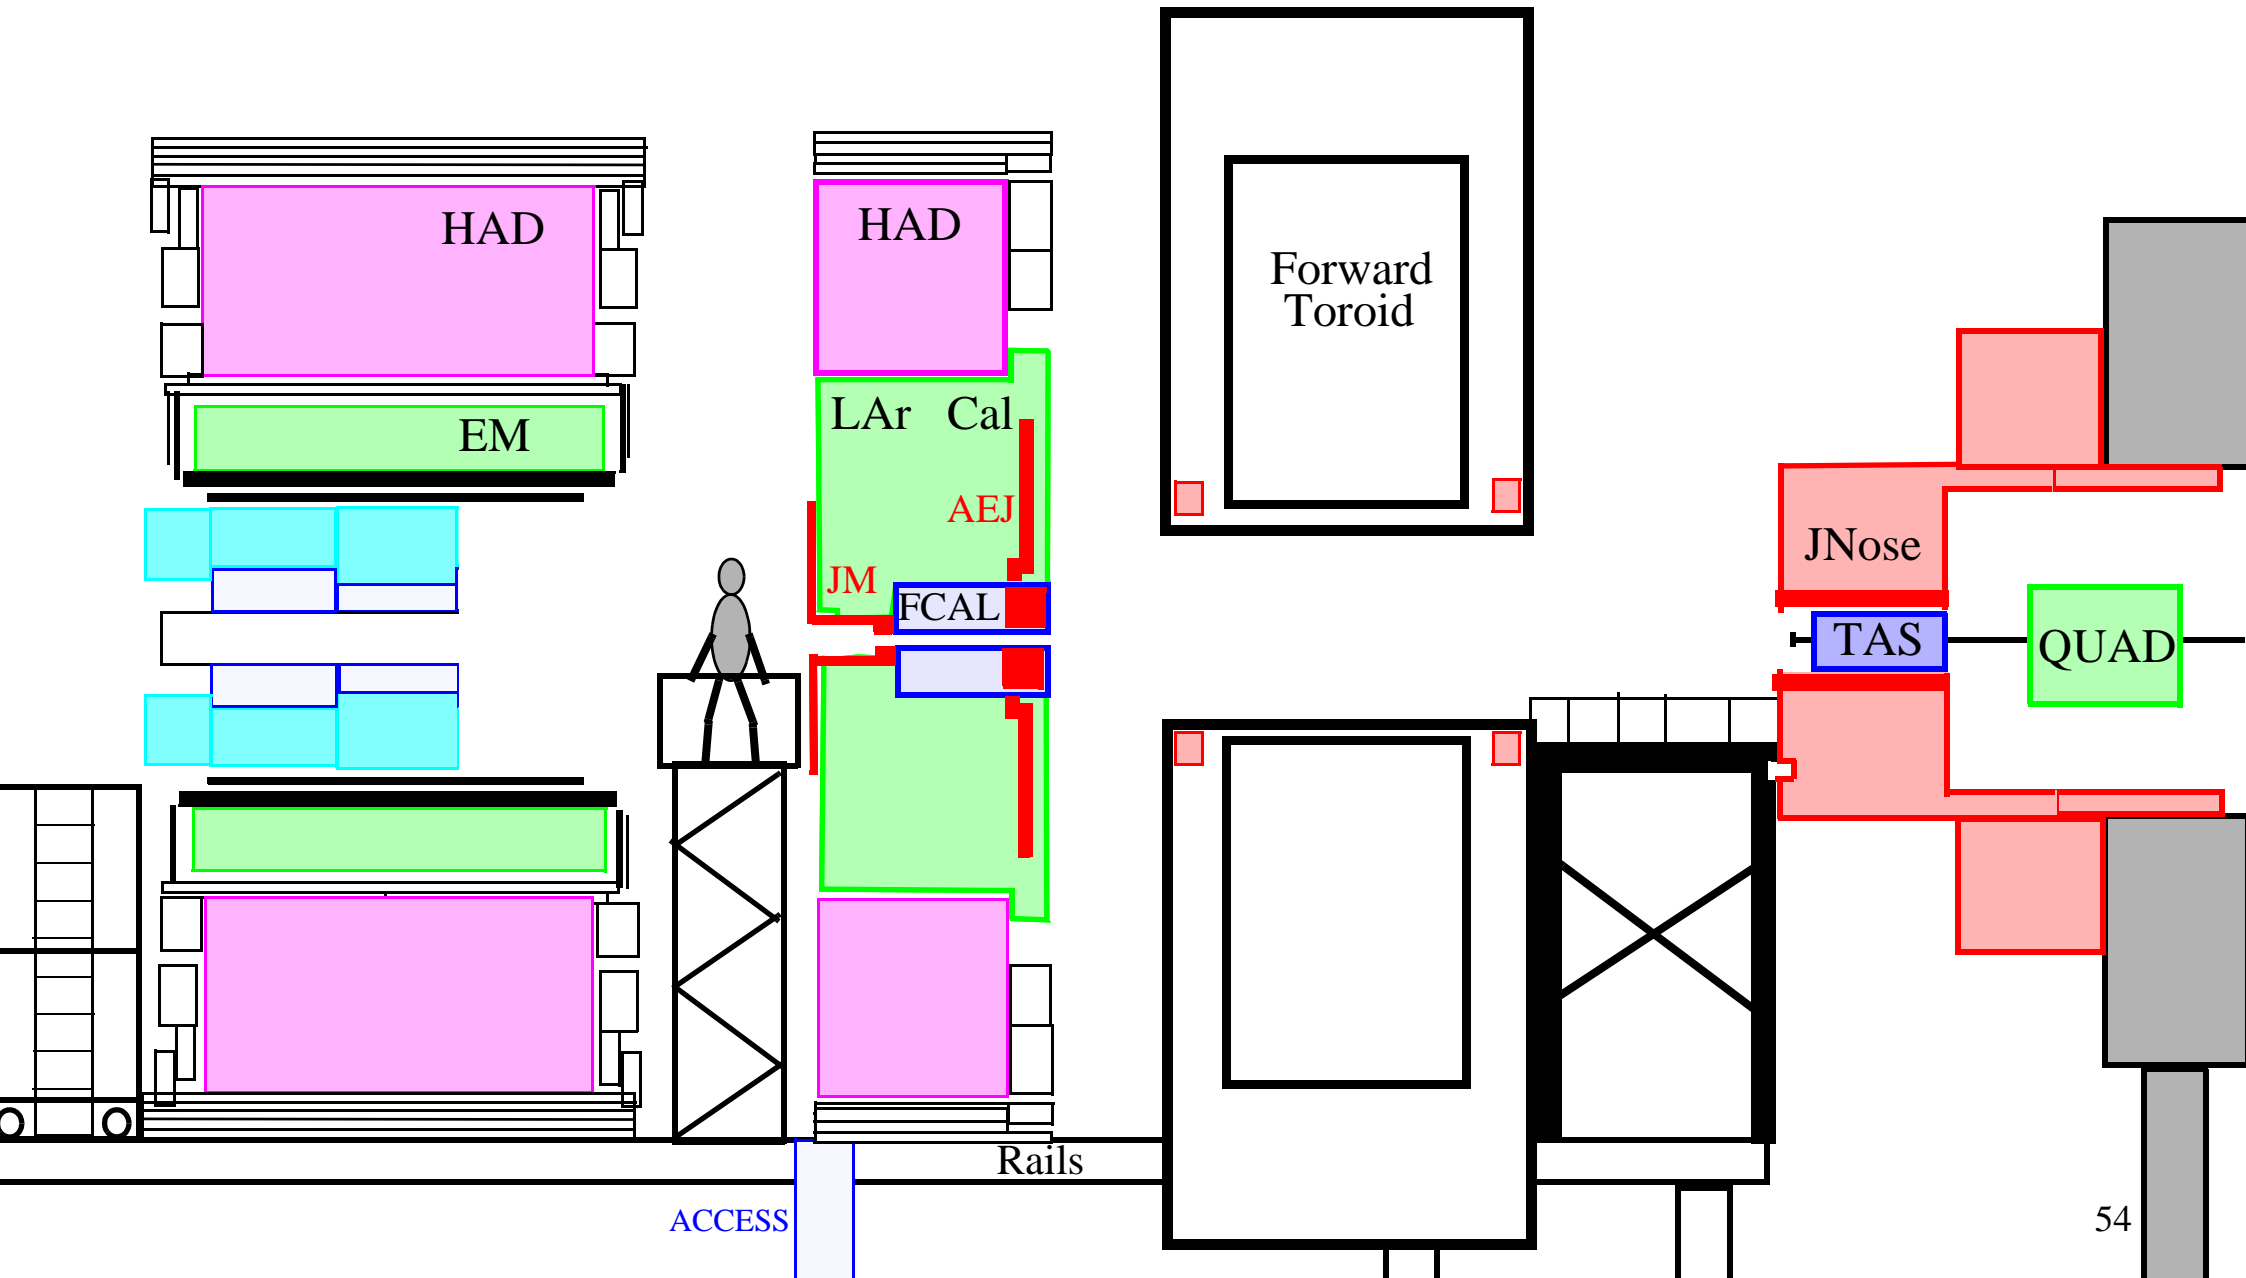 HAD
HAD
Forward
Toroid
LAr Cal
EM
AEJ
JNose
JM
FCAL
TAS
QUAD
Rails
ACCESS
54